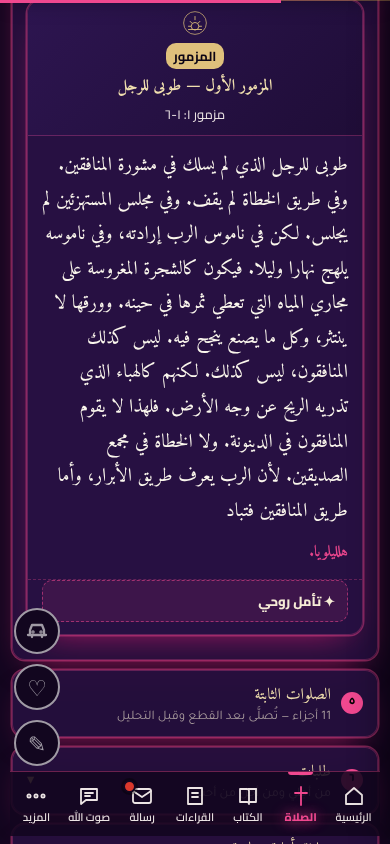 المزمور
المزمور الأول — طوبى للرجل
مزمور ١: ١-٦
طوبى للرجل الذي لم يسلك في مشورة المنافقين.
وفي طريق الخطاة لم يقف. وفي مجلس المستهزئين لم
يجلس. لكن في ناموس الرب إرادته، وفي ناموسه
يلهج نهارا وليلا. فيكون كالشجرة المغروسة على
مجاري المياه التي تعطي ثمرها في حينه. وورقها لا
ينتثر، وكل ما يصنع ينجح فيه. ليس كذلك
المنافقون، ليس كذلك. لكنهم كالهباء الذي
تذريه الريح عن وجه الأرض. فلهذا لا يقوم
المنافقون في الدينونة. ولا الخطاة في مجمع
الصديقين. لأن الرب يعرف طريق الأبرار، وأما
طريق المنافقين فتباد
هلليلويا.
✦ تأمل روحي
٥
الصلوات الثابتة
11 أجزاء – تُصلَّى بعد القطع وقبل التحليل
الرئيسية
الصلاة
الكتاب
القراءات
رسالة
صوت الله
المزيد